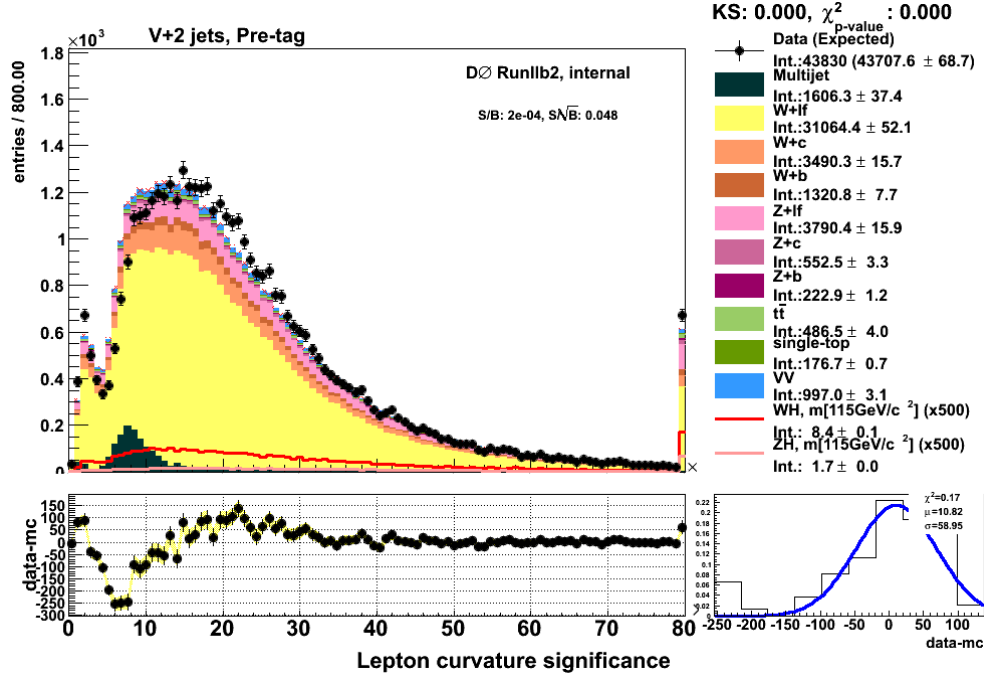 KS: 0.000, χ²p-value : 0.000
×10³
V+2 jets, Pre-tag
DØ RunIIb2, internal
S/B: 2e-04, S/√B: 0.048
entries / 800.00
1.8
1.6
1.4
1.2
1
0.8
0.6
0.4
0.2
0
×
Data (Expected)
Int.:43830 (43707.6 ± 68.7)
Multijet
Int.:1606.3 ± 37.4
W+lf
Int.:31064.4 ± 52.1
W+c
Int.:3490.3 ± 15.7
W+b
Int.:1320.8 ± 7.7
Z+lf
Int.:3790.4 ± 15.9
Z+c
Int.:552.5 ± 3.3
Z+b
Int.:222.9 ± 1.2
tt̄
Int.:486.5 ± 4.0
single-top
Int.:176.7 ± 0.7
VV
Int.:997.0 ± 3.1
WH, m[115GeV/c²] (x500)
Int.: 8.4 ± 0.1
ZH, m[115GeV/c²] (x500)
Int.: 1.7 ± 0.0
data-mc
150
100
50
0
-50
-100
-150
-200
-250
-300
0 10 20 30 40 50 60 70 80
Lepton curvature significance
χ²=0.17
μ=10.82
σ=58.95
0.22
0.2
0.18
0.16
0.14
0.12
0.1
0.08
0.06
0.04
0.02
0
-250 -200 -150 -100 -50 0 50 100
data-mc